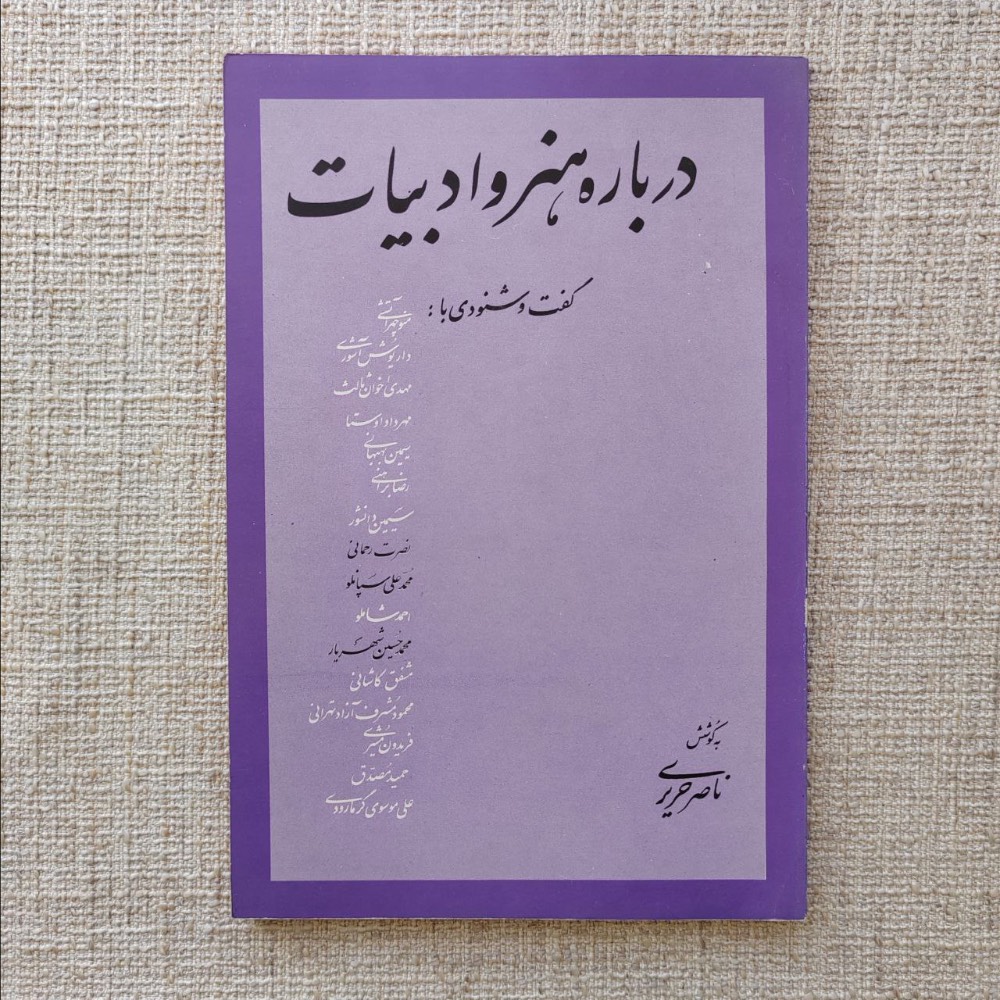 درباره هنر و ادبیات
گفت و شنودی با :
منوچهر آتشی
داریوش آشوری
مهدی اخوان ثالث
مهرداد اوستا
سیمین بهبهانی
رضا براهنی
سیمین دانشور
نصرت رحمانی
محمدعلی سپانلو
احمد شاملو
محمدحسین شهریار
مشفق کاشانی
محمود مشرف آزاد تهرانی
فریدون مشیری
حمید مصدّق
علی موسوی گرمارودی
به کوشش
ناصر حریری